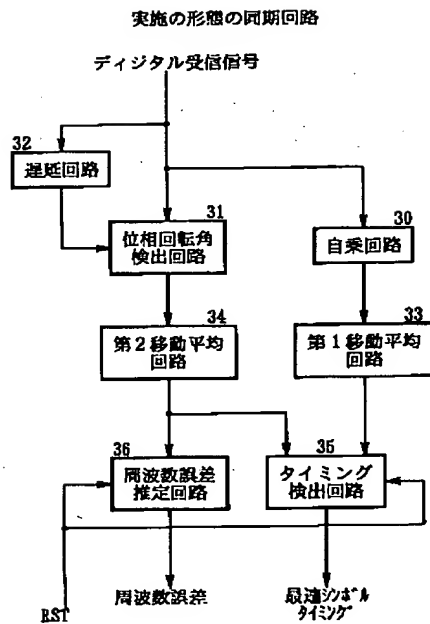 実施の形態の同期回路
ディジタル受信信号
32
遅延回路
31
位相回転角
検出回路
30
自乗回路
34
第2移動平均
回路
33
第1移動平均
回路
36
周波数誤差
推定回路
35
タイミング
検出回路
RST
周波数誤差
最適シンボル
タイミング